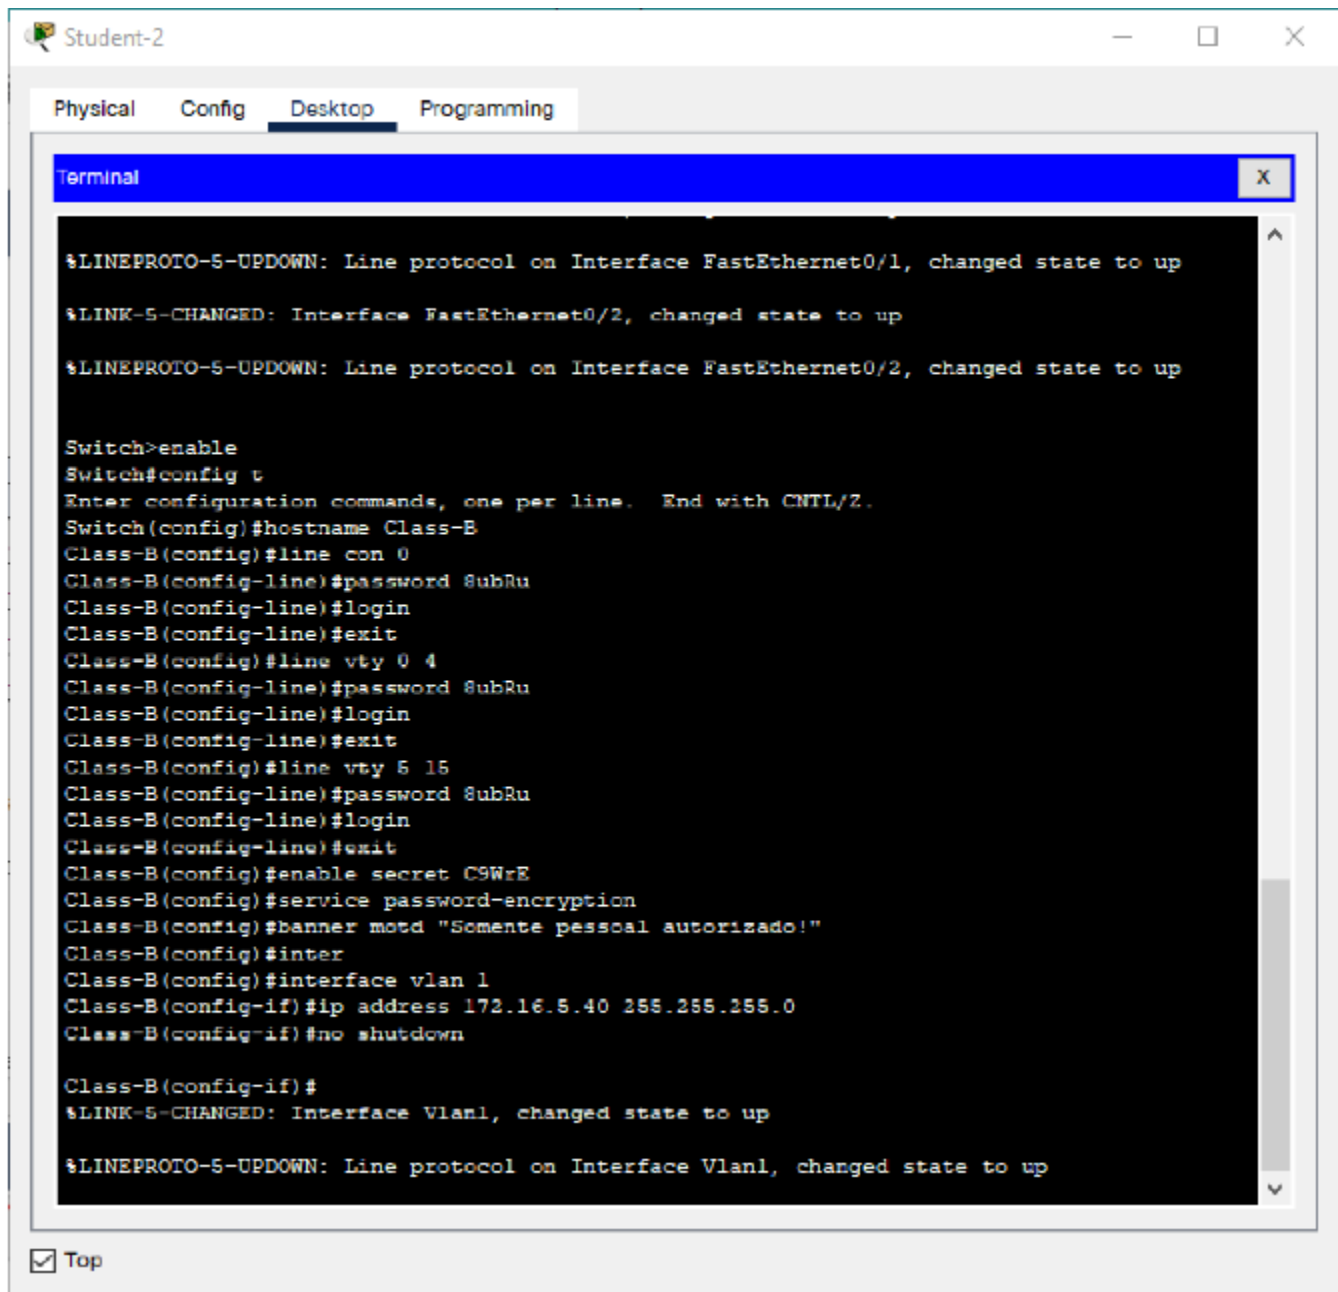 Student-2
Physical Config Desktop Programming
Terminal
X
%LINEPROTO-5-UPDOWN: Line protocol on Interface FastEthernet0/1, changed state to up
%LINK-5-CHANGED: Interface FastEthernet0/2, changed state to up
%LINEPROTO-5-UPDOWN: Line protocol on Interface FastEthernet0/2, changed state to up
Switch>enable
Switch#config t
Enter configuration commands, one per line.  End with CNTL/Z.
Switch(config)#hostname Class-B
Class-B(config)#line con 0
Class-B(config-line)#password 8ubRu
Class-B(config-line)#login
Class-B(config-line)#exit
Class-B(config)#line vty 0 4
Class-B(config-line)#password 8ubRu
Class-B(config-line)#login
Class-B(config-line)#exit
Class-B(config)#line vty 5 15
Class-B(config-line)#password 8ubRu
Class-B(config-line)#login
Class-B(config-line)#exit
Class-B(config)#enable secret C9WrE
Class-B(config)#service password-encryption
Class-B(config)#banner motd "Somente pessoal autorizado!"
Class-B(config)#inter
Class-B(config)#interface vlan 1
Class-B(config-if)#ip address 172.16.5.40 255.255.255.0
Class-B(config-if)#no shutdown
Class-B(config-if)#
%LINK-5-CHANGED: Interface Vlan1, changed state to up
%LINEPROTO-5-UPDOWN: Line protocol on Interface Vlan1, changed state to up
Top